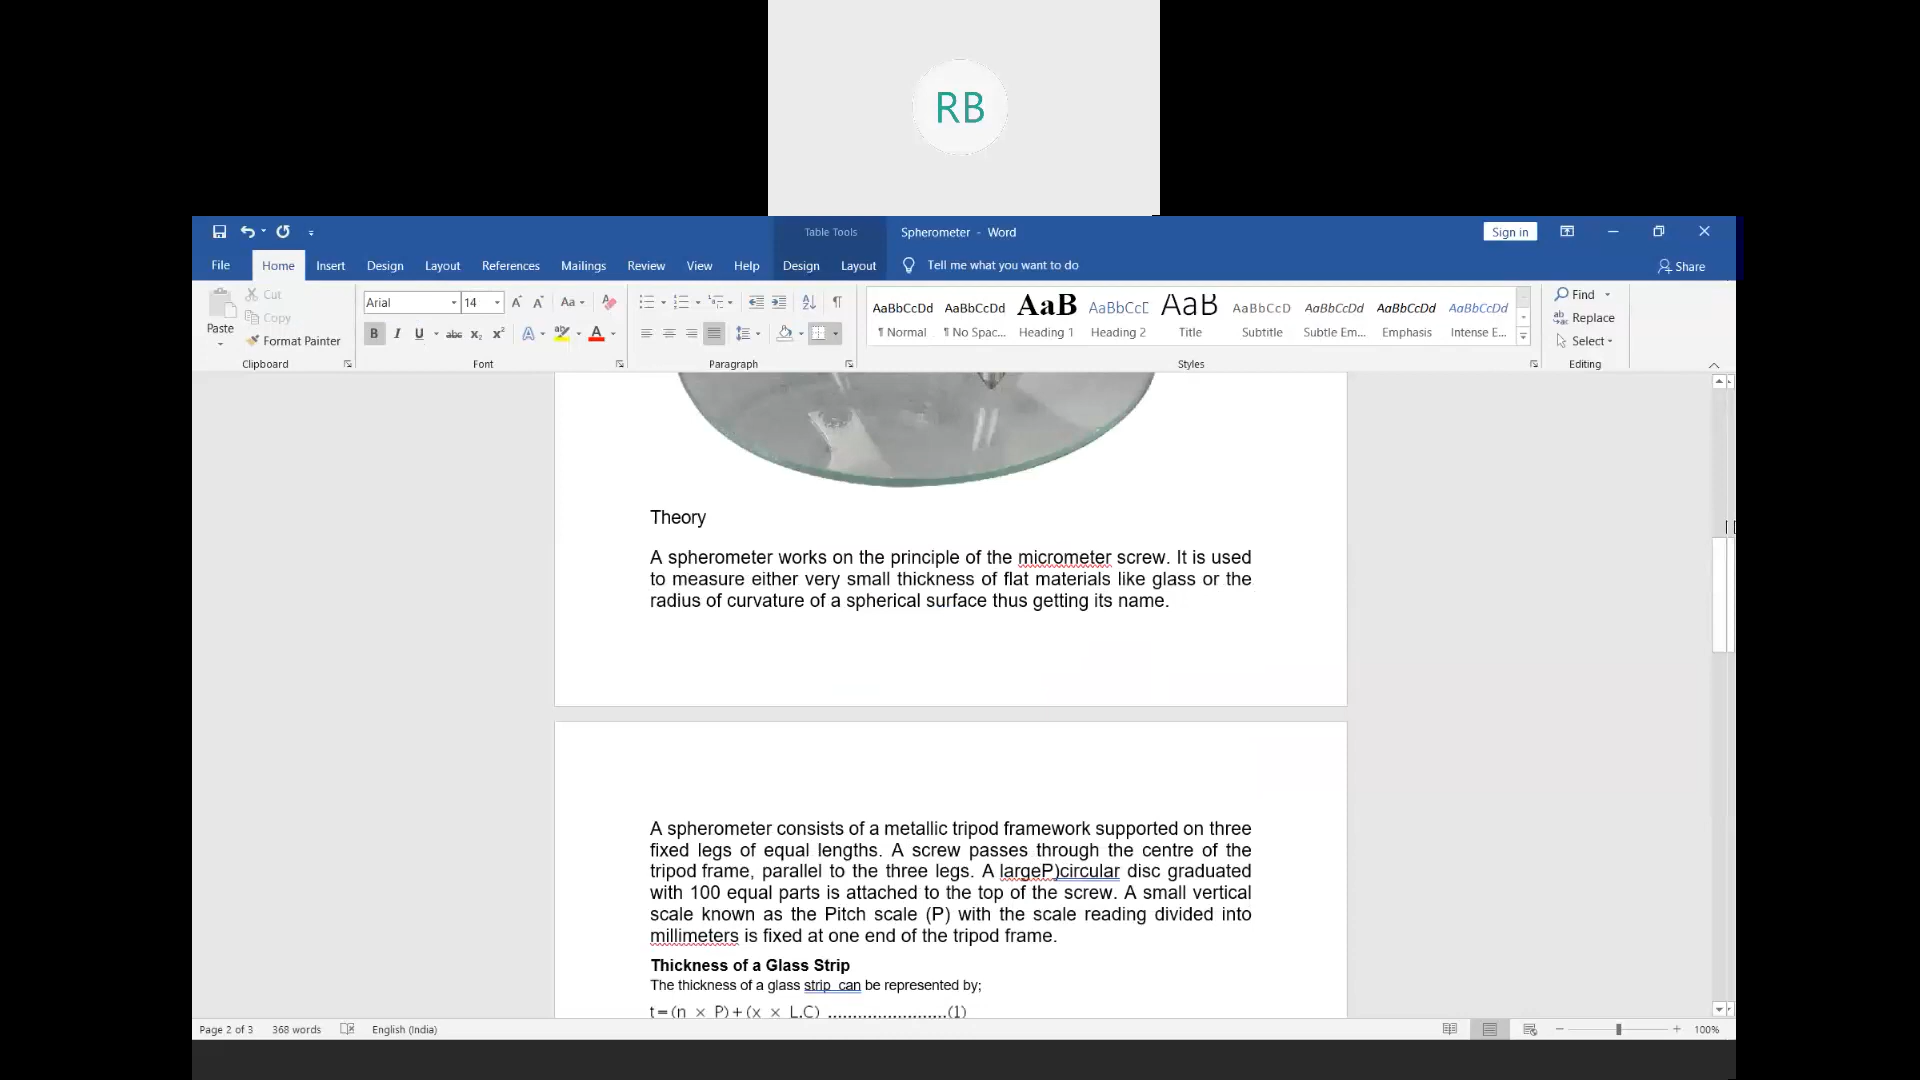 RB
Table Tools
Spherometer - Word
Sign in
File Home Insert Design Layout References Mailings Review View Help Design Layout Tell me what you want to do Share
Paste
Cut
Copy
Format Painter
Clipboard
Arial 14 Aa
B I U abc x₂ x² A ab A
Font
Paragraph
AaBbCcDd AaBbCcDd AaB AaBbCcE AaB AaBbCcD AaBbCcDd AaBbCcDd AaBbCcDd
¶ Normal ¶ No Spac... Heading 1 Heading 2 Title Subtitle Subtle Em... Emphasis Intense E...
Styles
Find
Replace
Select
Editing
Theory
A spherometer works on the principle of the micrometer screw. It is used
to measure either very small thickness of flat materials like glass or the
radius of curvature of a spherical surface thus getting its name.
A spherometer consists of a metallic tripod framework supported on three
fixed legs of equal lengths. A screw passes through the centre of the
tripod frame, parallel to the three legs. A largeP)circular disc graduated
with 100 equal parts is attached to the top of the screw. A small vertical
scale known as the Pitch scale (P) with the scale reading divided into
millimeters is fixed at one end of the tripod frame.
Thickness of a Glass Strip
The thickness of a glass strip can be represented by;
t=(n × P)+(x × L.C) ........................(1)
Page 2 of 3 368 words English (India) 100%